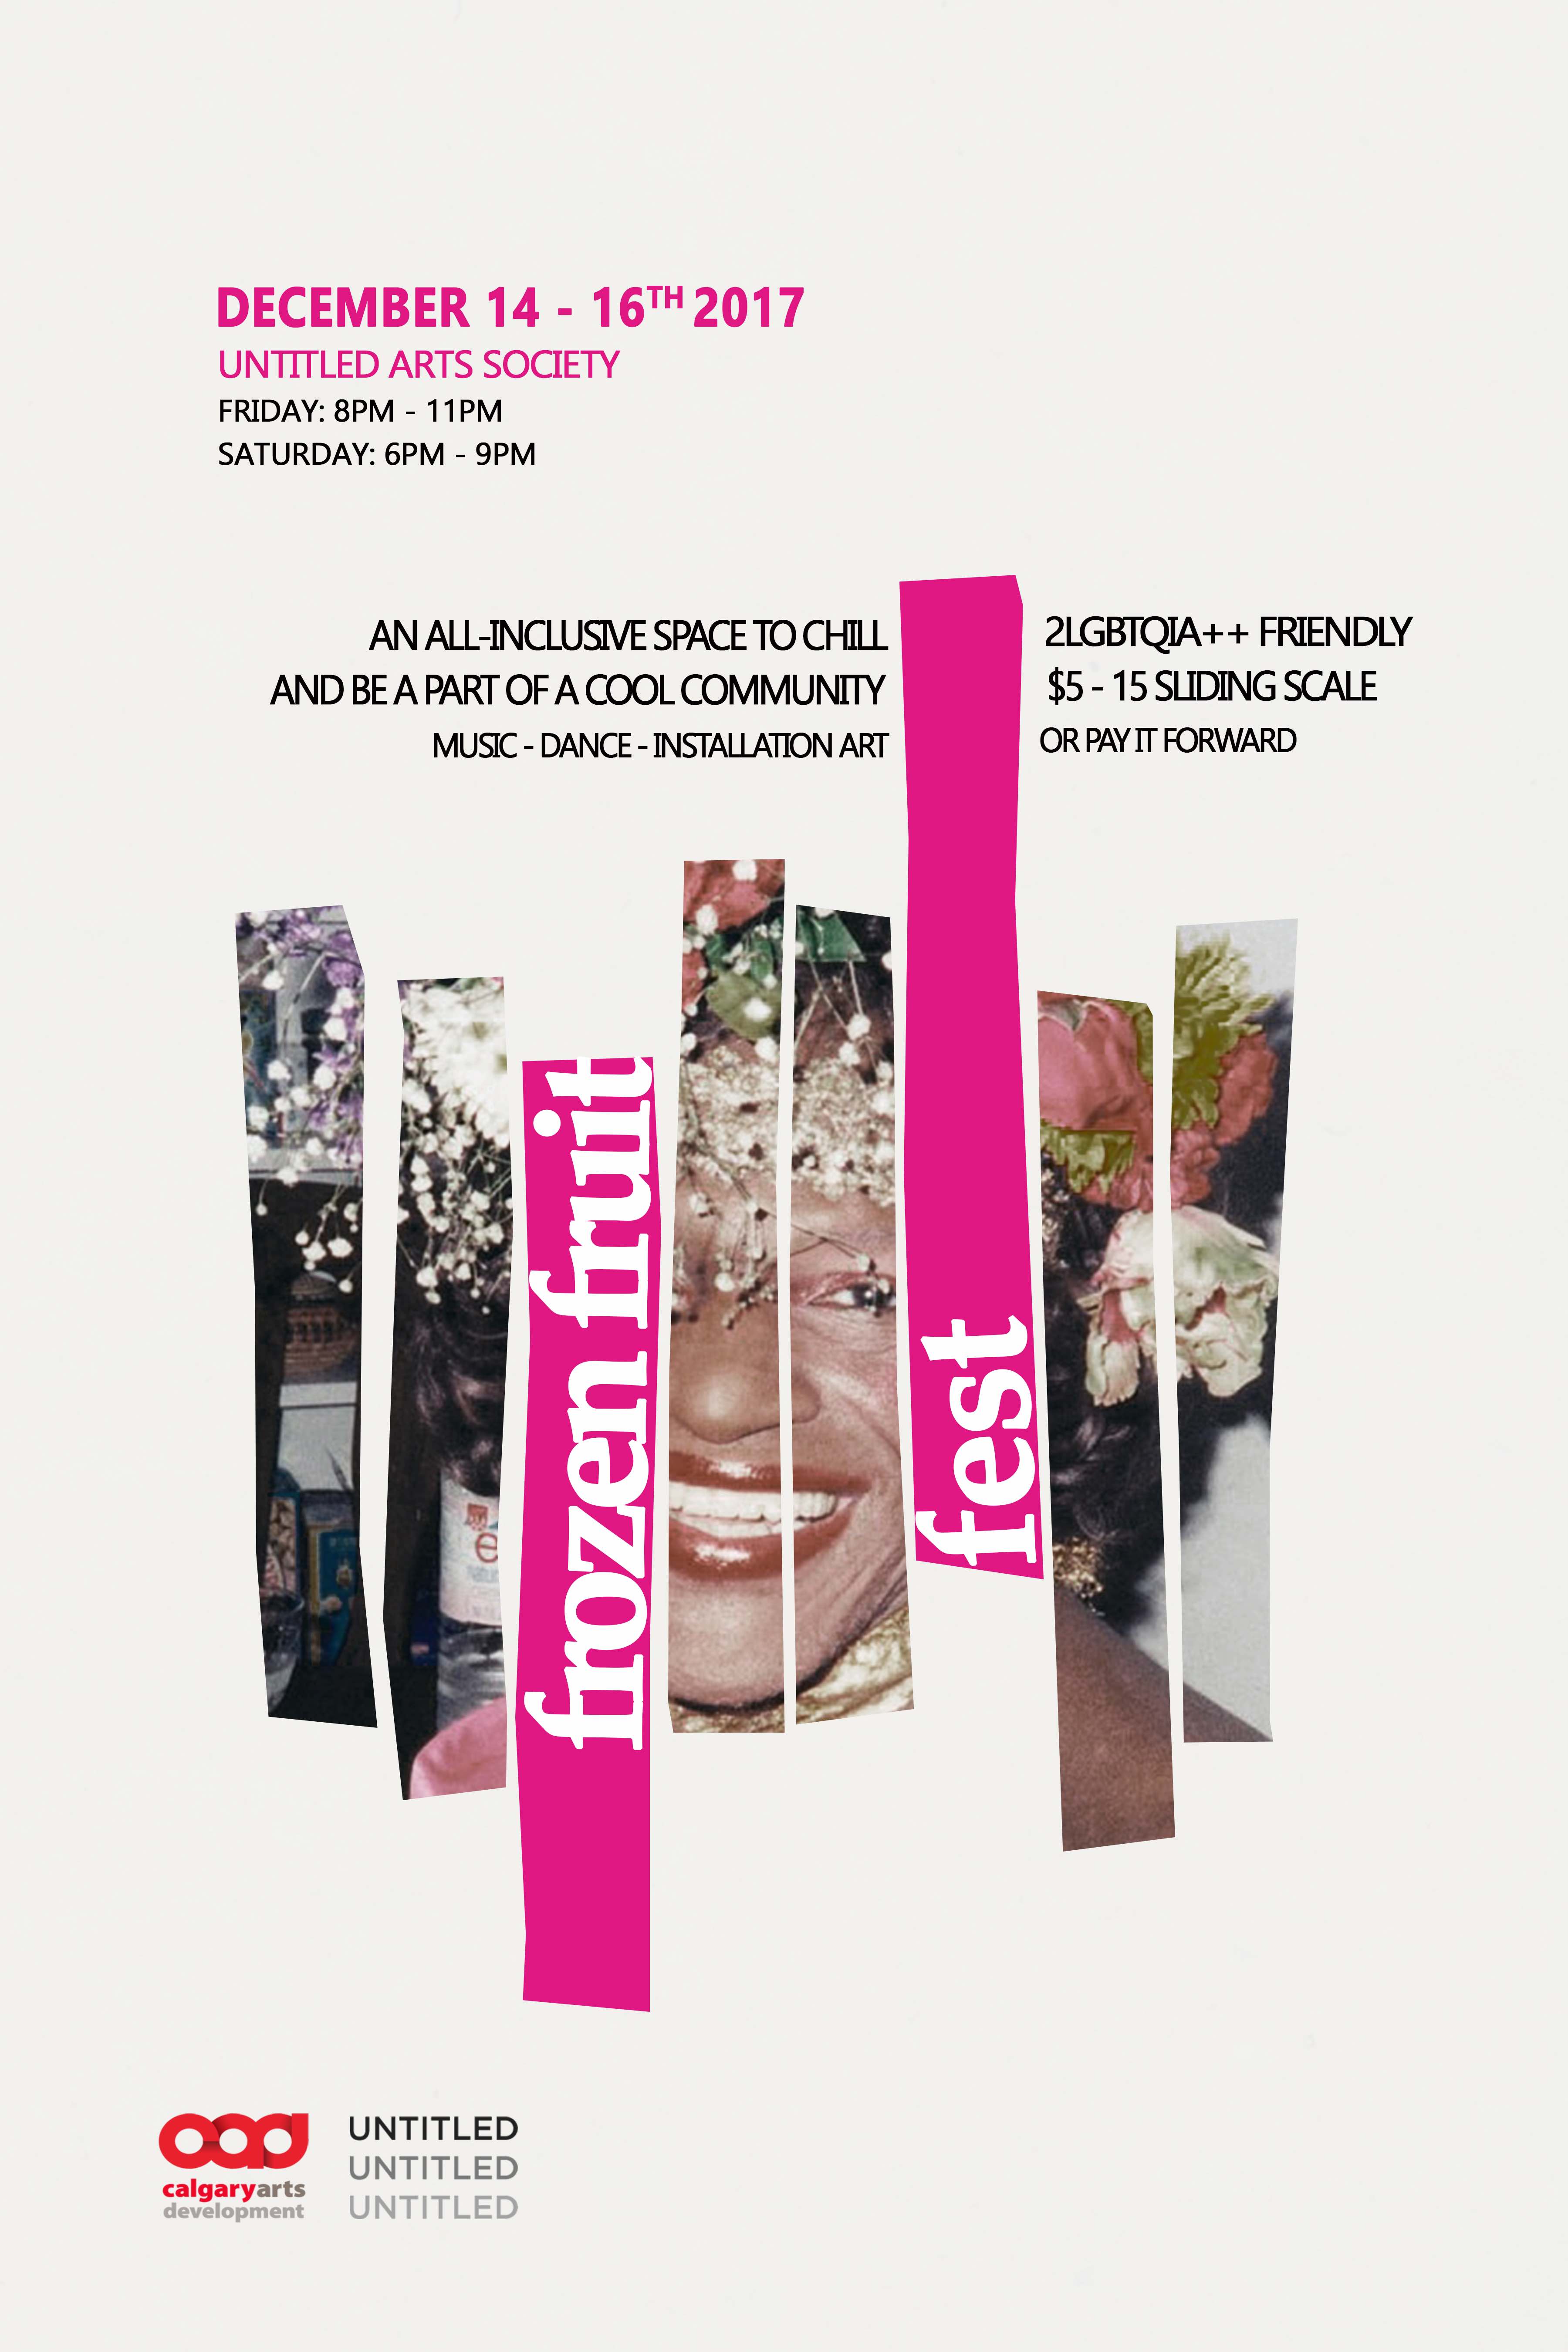 DECEMBER 14 - 16TH 2017
UNTITLED ARTS SOCIETY
FRIDAY: 8PM - 11PM
SATURDAY: 6PM - 9PM
AN ALL-INCLUSIVE SPACE TO CHILL
AND BE A PART OF A COOL COMMUNITY
MUSIC - DANCE - INSTALLATION ART
2LGBTQIA++ FRIENDLY
$5 - 15 SLIDING SCALE
OR PAY IT FORWARD
frozen fruit
fest
e
cad
calgaryarts
development
UNTITLED
UNTITLED
UNTITLED